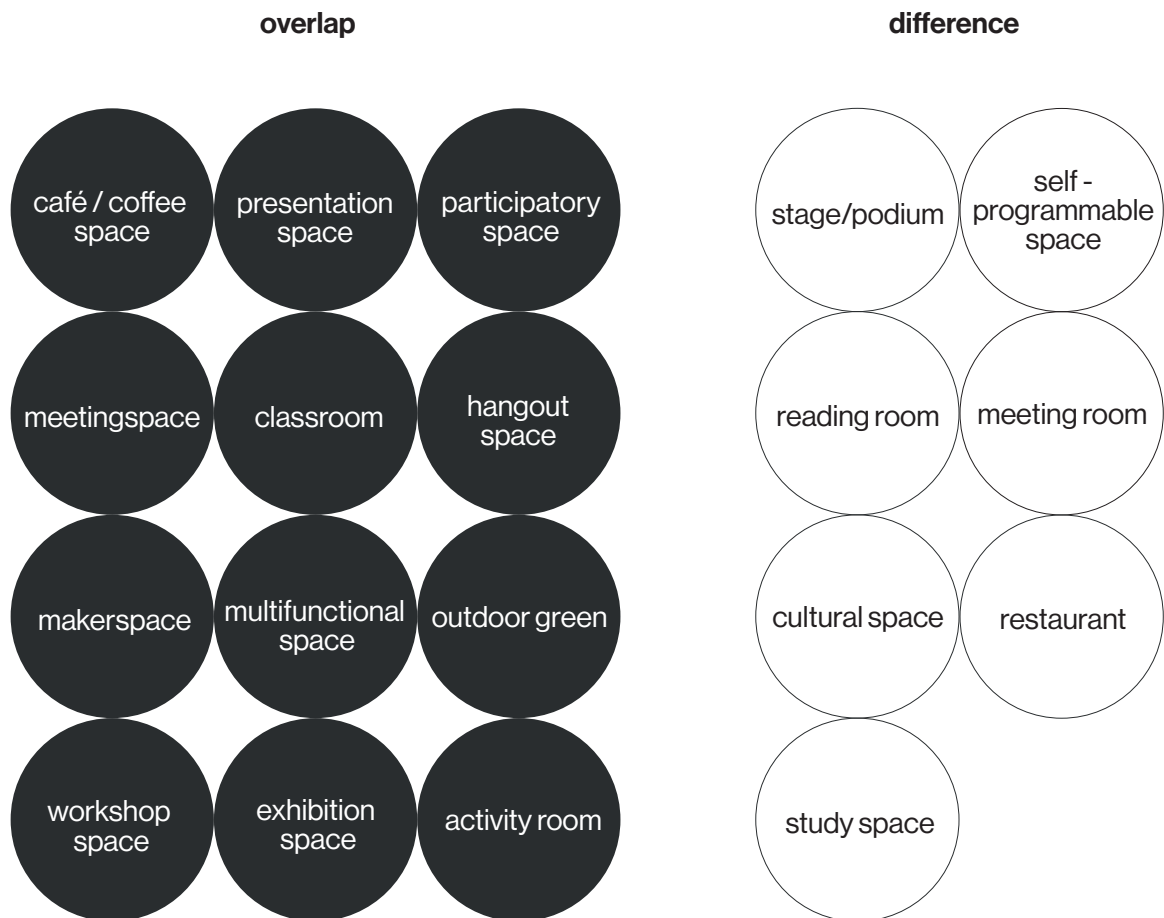 overlap
difference
café / coffee
space
presentation
space
participatory
space
stage/podium
self -
programmable
space
meetingspace
classroom
hangout
space
reading room
meeting room
makerspace
multifunctional
space
outdoor green
cultural space
restaurant
workshop
space
exhibition
space
activity room
study space